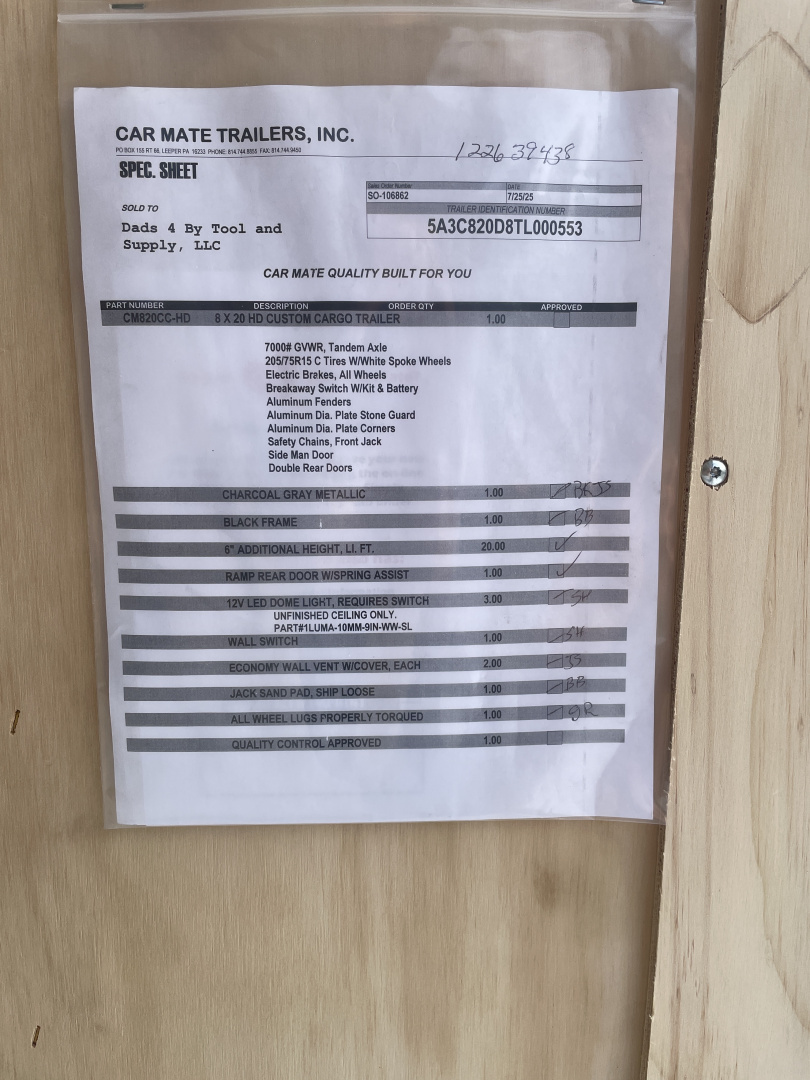 CAR MATE TRAILERS, INC.
PO BOX 155 RT 66, LEEPER PA 16233 PHONE: 814.744.8855 FAX: 814.744.9450
1226 39438
SPEC. SHEET
Sales Order Number DATE
SO-106862 7/25/25
TRAILER IDENTIFICATION NUMBER
5A3C820D8TL000553
SOLD TO
Dads 4 By Tool and
Supply, LLC
CAR MATE QUALITY BUILT FOR YOU
PART NUMBER DESCRIPTION ORDER QTY APPROVED
CM820CC-HD 8 X 20 HD CUSTOM CARGO TRAILER 1.00
7000# GVWR, Tandem Axle
205/75R15 C Tires W/White Spoke Wheels
Electric Brakes, All Wheels
Breakaway Switch W/Kit & Battery
Aluminum Fenders
Aluminum Dia. Plate Stone Guard
Aluminum Dia. Plate Corners
Safety Chains, Front Jack
Side Man Door
Double Rear Doors
CHARCOAL GRAY METALLIC 1.00
BLACK FRAME 1.00 BB
6" ADDITIONAL HEIGHT, LI. FT. 20.00
RAMP REAR DOOR W/SPRING ASSIST 1.00
12V LED DOME LIGHT, REQUIRES SWITCH 3.00 SH
UNFINISHED CEILING ONLY.
PART#1LUMA-10MM-9IN-WW-SL
WALL SWITCH 1.00 SH
ECONOMY WALL VENT W/COVER, EACH 2.00 JS
JACK SAND PAD, SHIP LOOSE 1.00 BB
ALL WHEEL LUGS PROPERLY TORQUED 1.00 JR
QUALITY CONTROL APPROVED 1.00